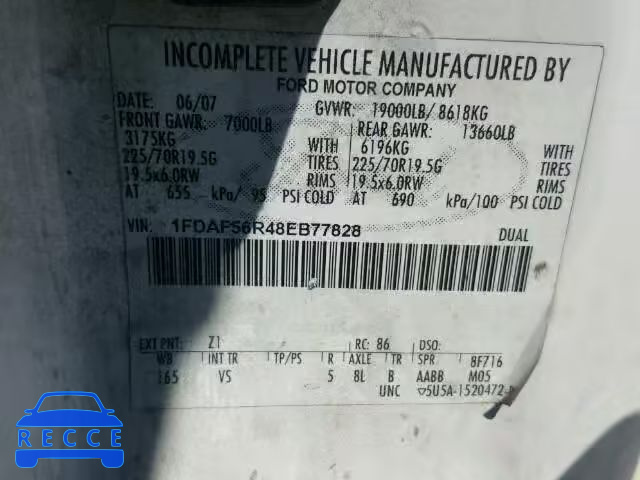 INCOMPLETE VEHICLE MANUFACTURED BY
FORD MOTOR COMPANY
DATE: 06/07 GVWR: 19000LB/ 8618KG
FRONT GAWR: 7000LB REAR GAWR: 13660LB
3175KG WITH 6196KG WITH
225/70R19.5G TIRES 225/70R19.5G TIRES
19.5x6.0RW RIMS 19.5x6.0RW RIMS
AT 655 kPa/ 95 PSI COLD AT 690 kPa/100 PSI COLD
VIN: 1FDAF56R48EB77828 DUAL
EXT PNT: Z1 RC: 86 DSO:
WB INT TR TP/PS R AXLE TR SPR 8F716
165 VS 5 8L B AABB M05
UNC 5U5A-1520472-
RECCE